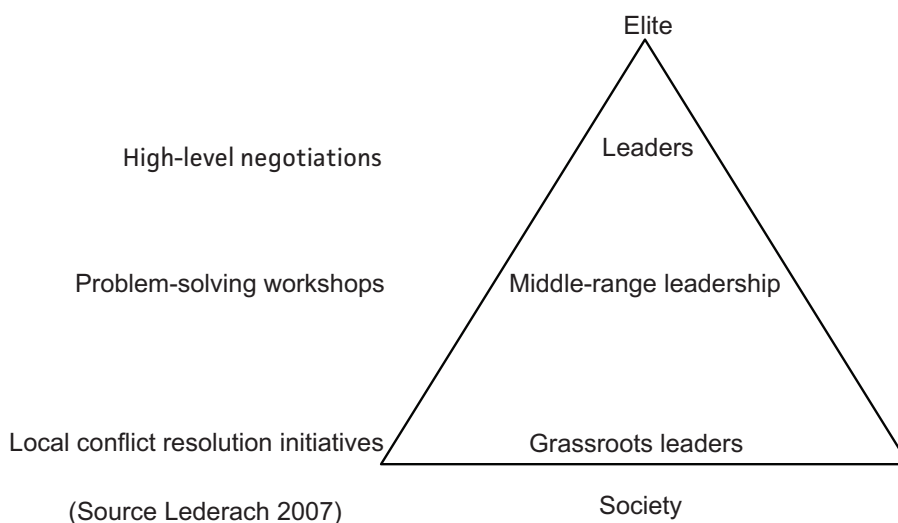 Elite
High-level negotiations
Leaders
Problem-solving workshops
Middle-range leadership
Local conflict resolution initiatives
Grassroots leaders
(Source Lederach 2007)
Society